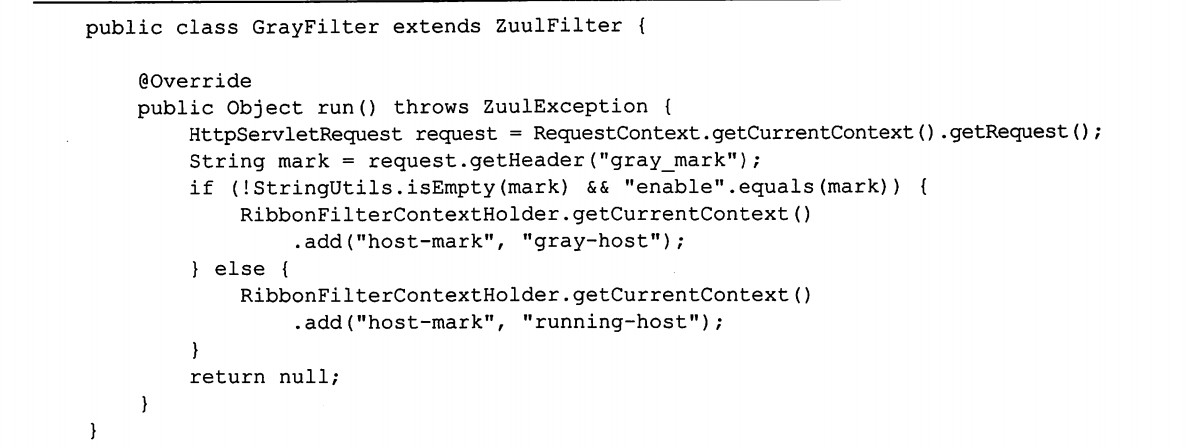 public class GrayFilter extends ZuulFilter {
@Override
public Object run() throws ZuulException {
HttpServletRequest request = RequestContext.getCurrentContext().getRequest();
String mark = request.getHeader("gray_mark");
if (!StringUtils.isEmpty(mark) && "enable".equals(mark)) {
RibbonFilterContextHolder.getCurrentContext()
.add("host-mark", "gray-host");
} else {
RibbonFilterContextHolder.getCurrentContext()
.add("host-mark", "running-host");
}
return null;
}
}